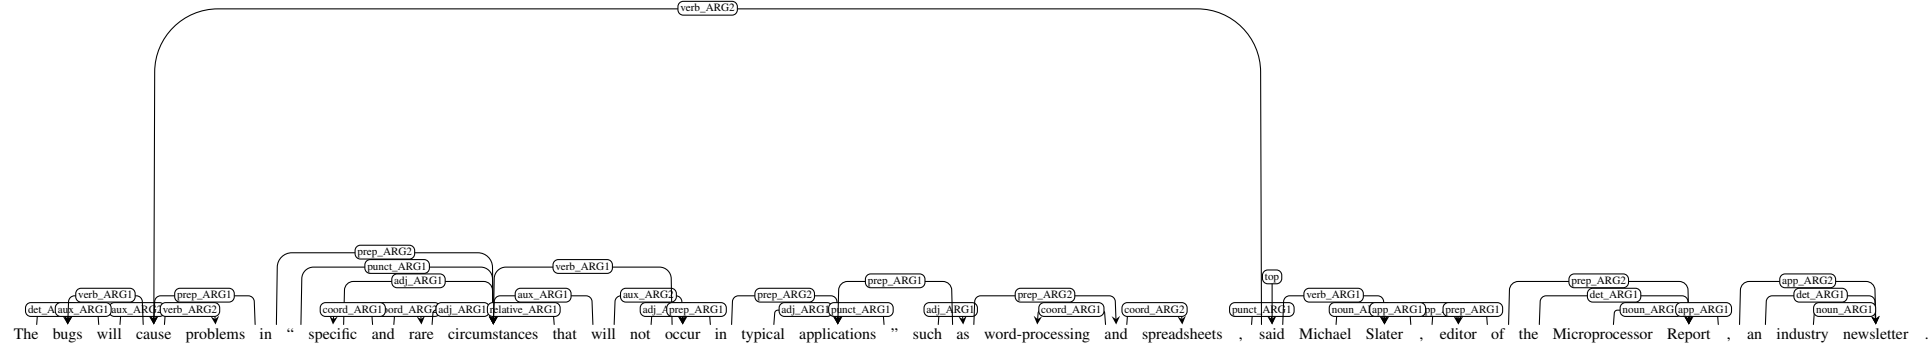 verb_ARG2
top
prep_ARG2
punct_ARG1 verb_ARG1
adj_ARG1 prep_ARG1 prep_ARG2 app_ARG2
verb_ARG1 prep_ARG1 aux_ARG1 aux_ARG2 prep_ARG2 prep_ARG2 verb_ARG1 det_ARG1 det_ARG1
aux_ARG1 verb_ARG2 coord_ARG1 adj_ARG1 relative_ARG1 prep_ARG1 adj_ARG1 punct_ARG1 adj_ARG1 coord_ARG1 coord_ARG2 punct_ARG1 app_ARG1 prep_ARG1 app_ARG1 noun_ARG1
The bugs will cause problems in “ specific and rare circumstances that will not occur in typical applications ” such as word-processing and spreadsheets , said Michael Slater , editor of the Microprocessor Report , an industry newsletter .